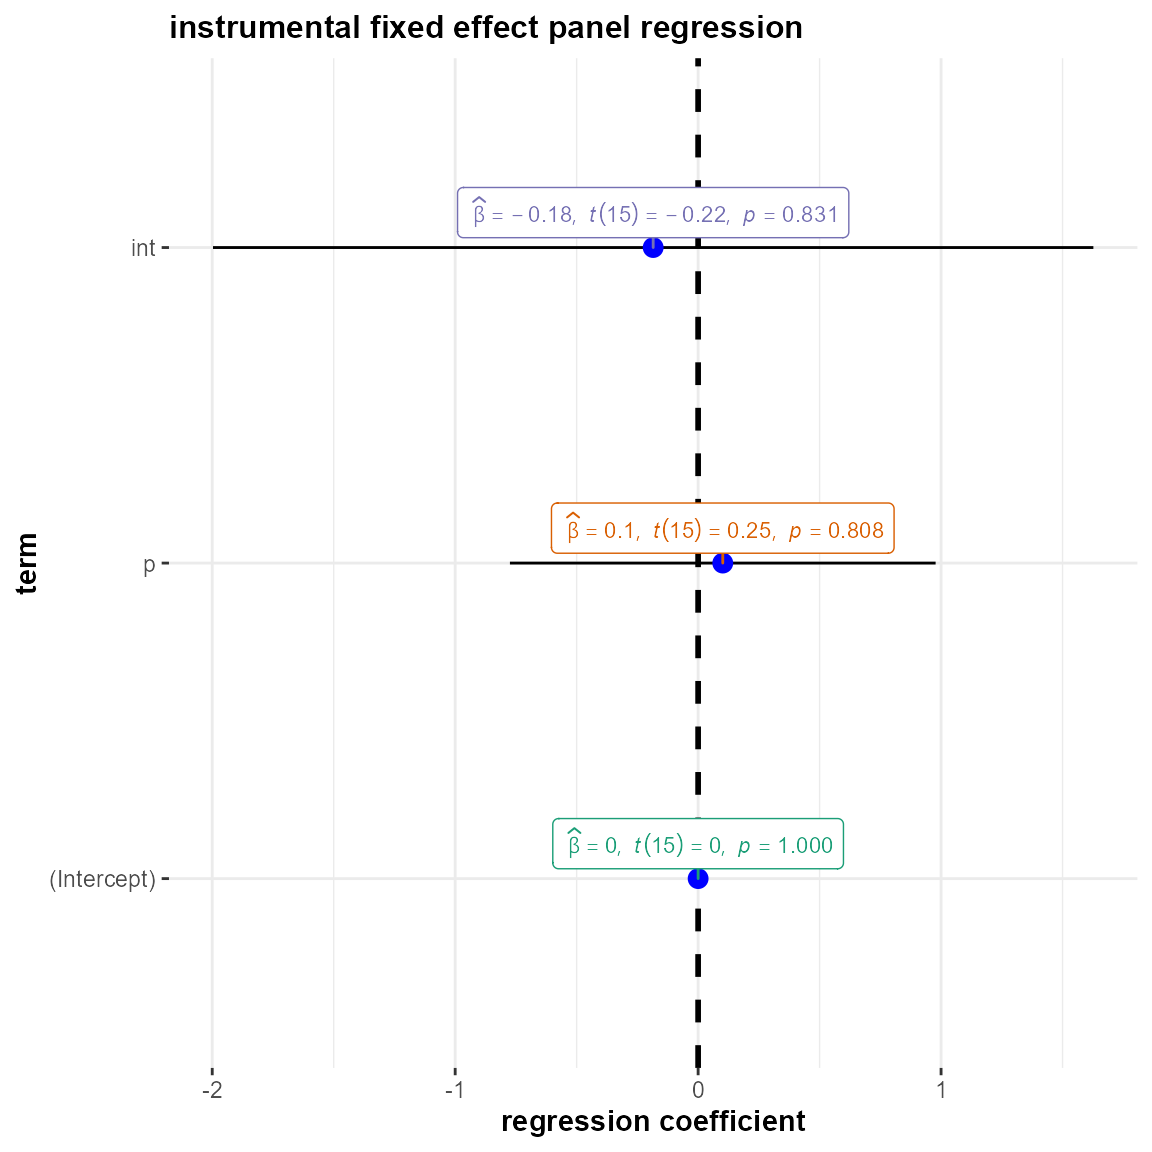 instrumental fixed effect panel regression
term
int
β̂ = − 0.18, t(15) = − 0.22, p = 0.831
p
β̂ = 0.1, t(15) = 0.25, p = 0.808
(Intercept)
β̂ = 0, t(15) = 0, p = 1.000
-2 -1 0 1
regression coefficient